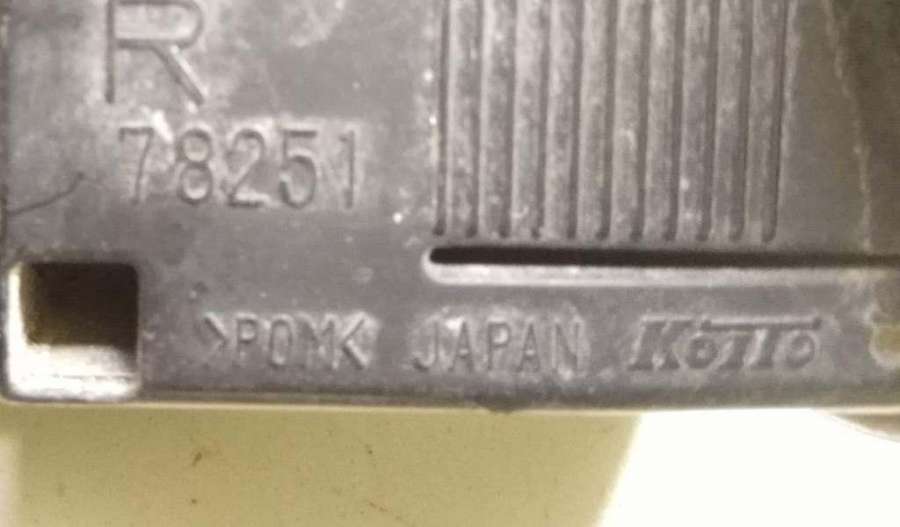 R
78251
>POM< JAPAN KOITO